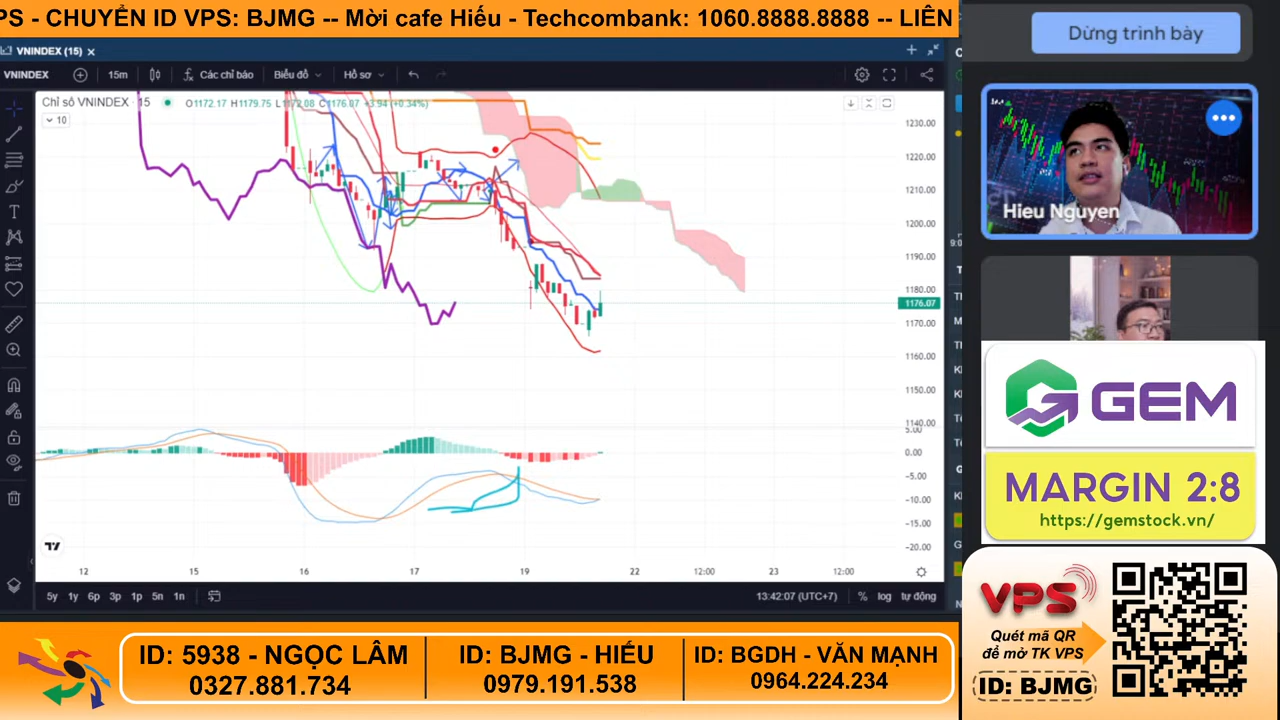 PS - CHUYỂN ID VPS: BJMG -- Mời cafe Hiếu - Techcombank: 1060.8888.8888 -- LIÊN
Dừng trình bày
VNINDEX (15)
VNINDEX
15m
Các chỉ báo
Biểu đồ
Hồ sơ
Chỉ số VNINDEX · 15
O1172.17 H1179.75 L1172.08 C1176.07 +3.94 (+0.34%)
10
1230.00
1220.00
1210.00
1200.00
1190.00
1180.00
1176.07
1170.00
1160.00
1150.00
1140.00
5.00
0.00
-5.00
-10.00
-15.00
-20.00
12
15
16
17
19
22
12:00
23
12:00
5y
1y
6p
3p
1p
5n
1n
13:42:07 (UTC+7)
%
log
tự động
Hieu Nguyen
GEM
MARGIN 2:8
https://gemstock.vn/
VPS
Quét mã QR
để mở TK VPS
ID: BJMG
ID: 5938 - NGỌC LÂM
0327.881.734
ID: BJMG - HIẾU
0979.191.538
ID: BGDH - VĂN MẠNH
0964.224.234